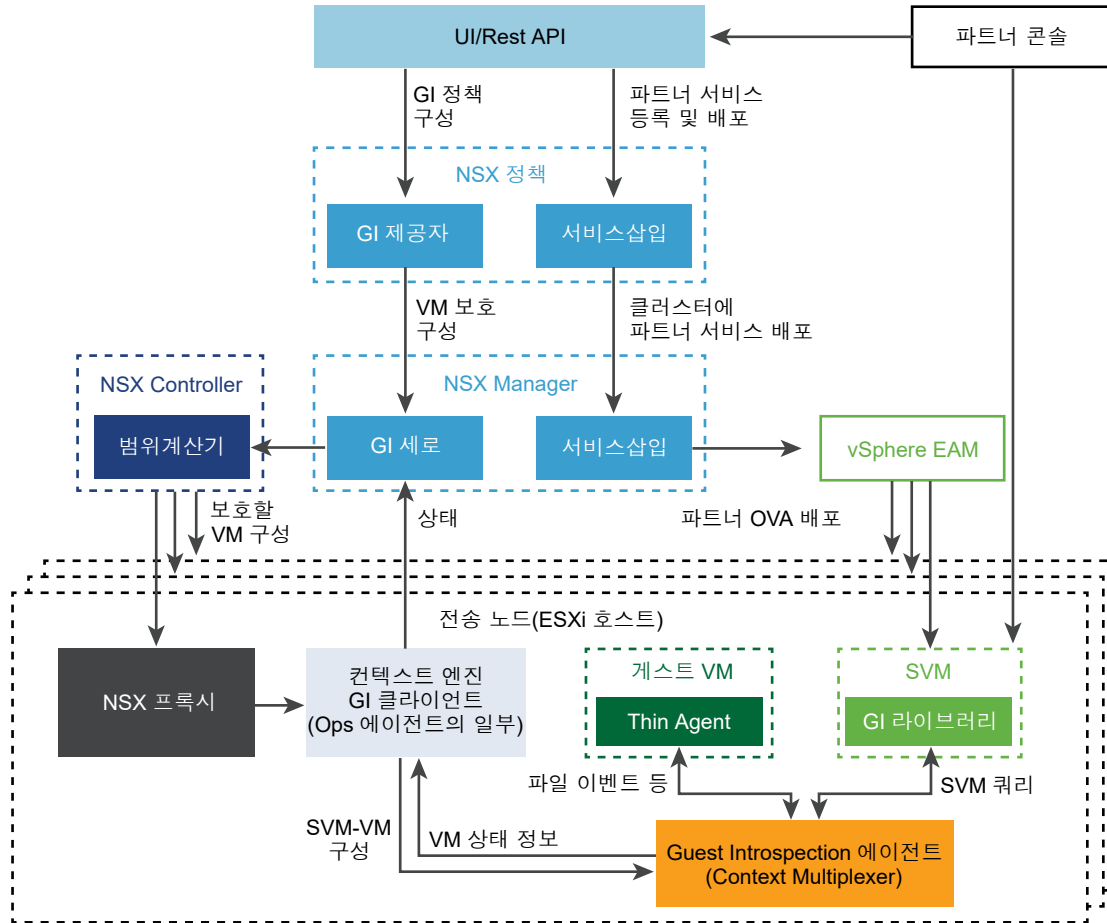 UI/Rest API
파트너 콘솔
GI 정책
구성
파트너 서비스
등록 및 배포
NSX 정책
GI 제공자
서비스삽입
VM 보호
구성
클러스터에
파트너 서비스 배포
NSX Controller
NSX Manager
범위계산기
GI 세로
서비스삽입
vSphere EAM
보호할
VM 구성
상태
파트너 OVA 배포
전송 노드(ESXi 호스트)
NSX 프록시
컨텍스트 엔진
GI 클라이언트
(Ops 에이전트의 일부)
게스트 VM
Thin Agent
SVM
GI 라이브러리
파일 이벤트 등
SVM 쿼리
SVM-VM
구성
VM 상태 정보
Guest Introspection 에이전트
(Context Multiplexer)